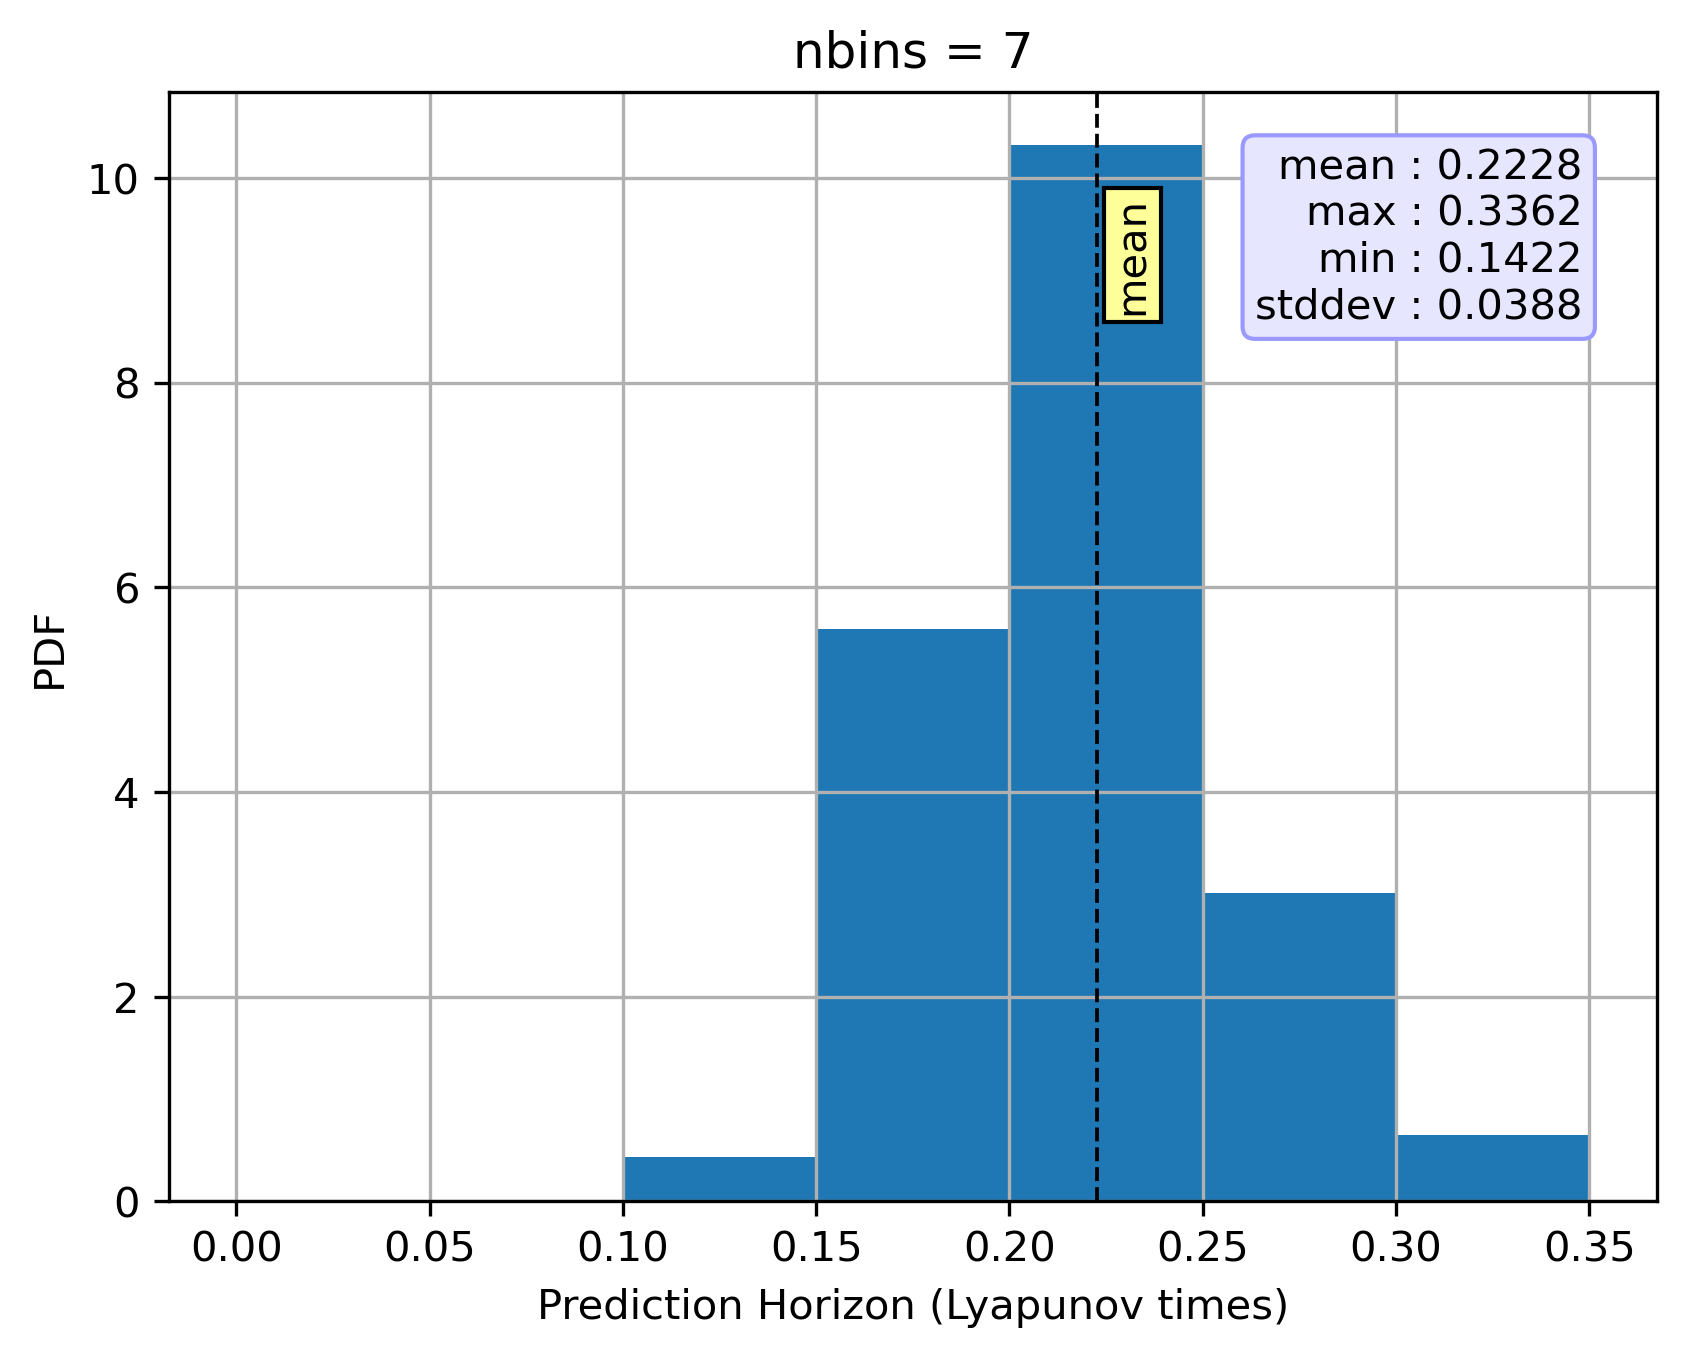 nbins = 7
mean : 0.2228
max : 0.3362
min : 0.1422
stddev : 0.0388
mean
PDF
10
8
6
4
2
0
0.00 0.05 0.10 0.15 0.20 0.25 0.30 0.35
Prediction Horizon (Lyapunov times)